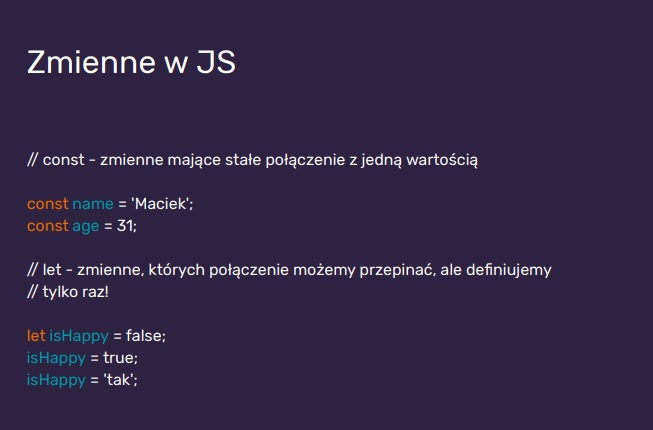 Zmienne w JS
// const - zmienne mające stałe połączenie z jedną wartością
const name = 'Maciek';
const age = 31;
// let - zmienne, których połączenie możemy przepinać, ale definiujemy
// tylko raz!
let isHappy = false;
isHappy = true;
isHappy = 'tak';